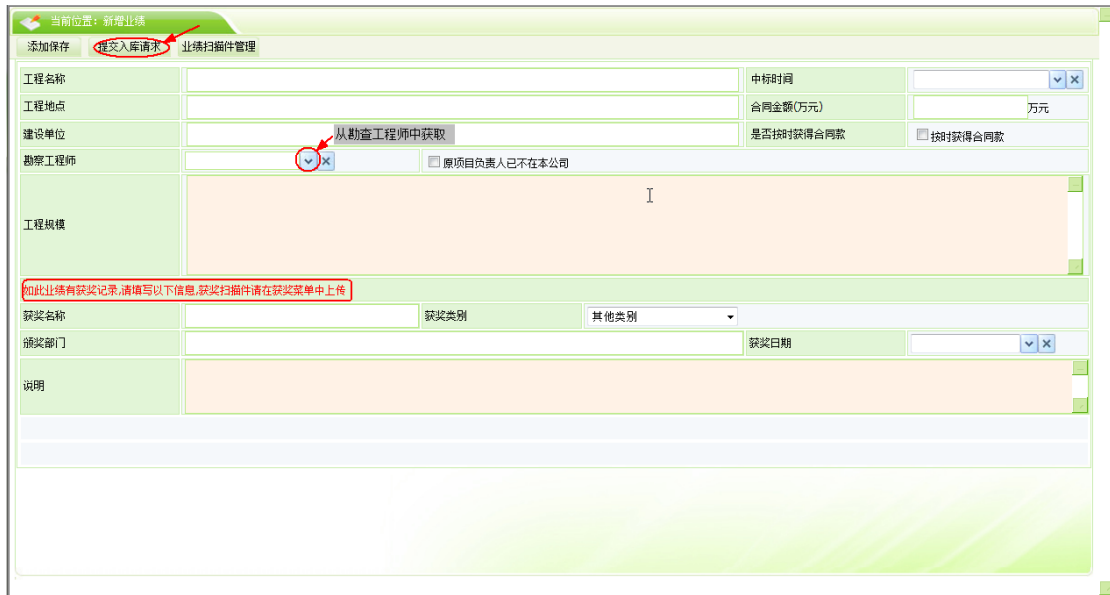 当前位置：新增业绩
添加保存 提交入库请求 业绩扫描件管理
工程名称 中标时间
工程地点 合同金额(万元) 万元
建设单位 从勘查工程师中获取 是否按时获得合同款 按时获得合同款
勘察工程师 原项目负责人已不在本公司
工程规模
如此业绩有获奖记录,请填写以下信息,获奖扫描件请在获奖菜单中上传
获奖名称 获奖类别 其他类别
颁奖部门 获奖日期
说明